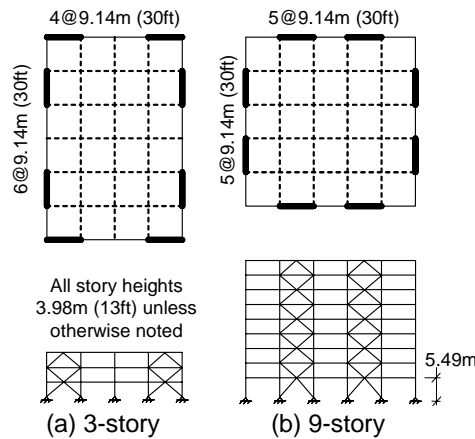 4@9.14m (30ft)
5@9.14m (30ft)
6@9.14m (30ft)
5@9.14m (30ft)
All story heights
3.98m (13ft) unless
otherwise noted
5.49m
(a) 3-story
(b) 9-story